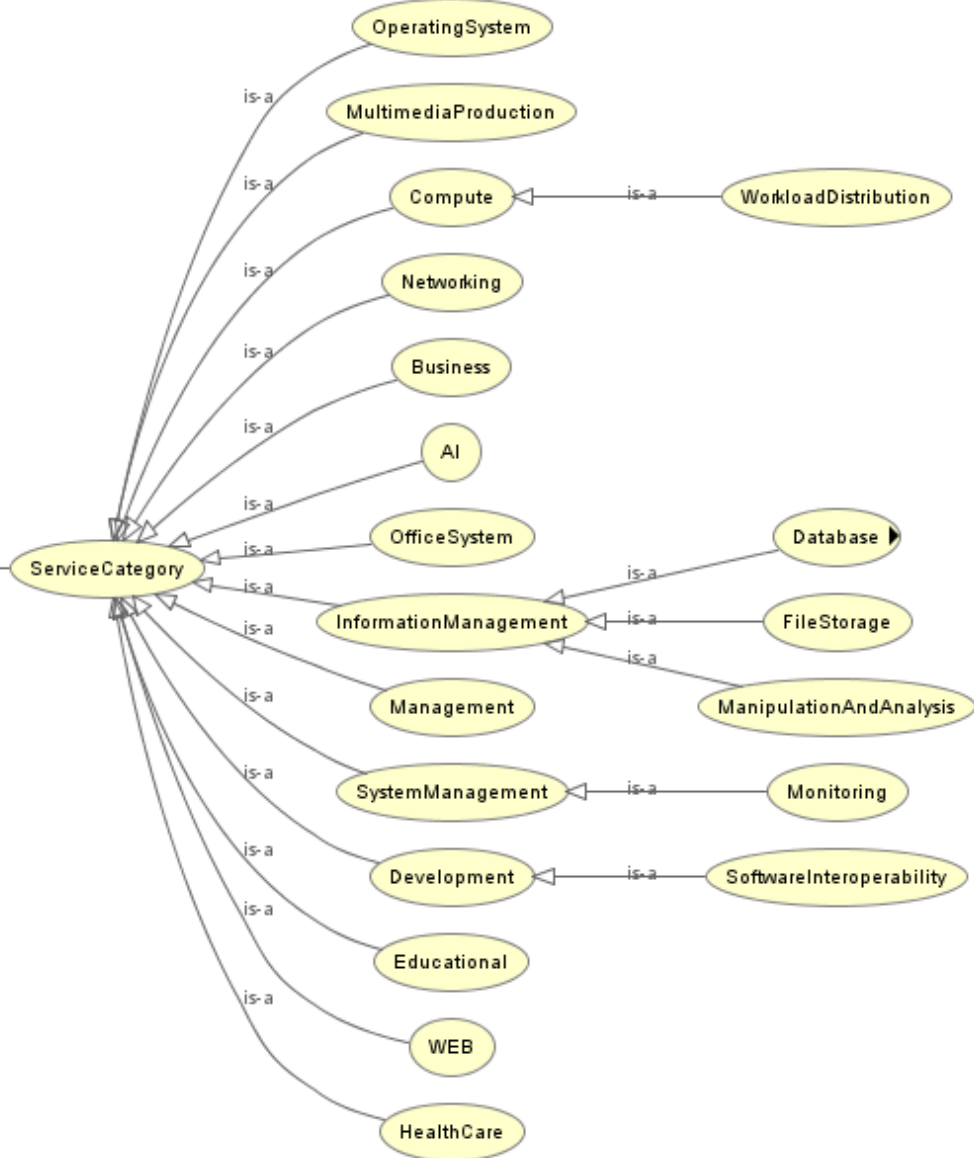 OperatingSystem
is-a
MultimediaProduction
is-a
Compute
is-a
WorkloadDistribution
is-a
Networking
is-a
Business
is-a
AI
is-a
OfficeSystem
is-a
Database
is-a
ServiceCategory
is-a
InformationManagement
is-a
FileStorage
is-a
Management
is-a
ManipulationAndAnalysis
is-a
SystemManagement
is-a
Monitoring
is-a
Development
is-a
SoftwareInteroperability
is-a
Educational
is-a
WEB
is-a
HealthCare